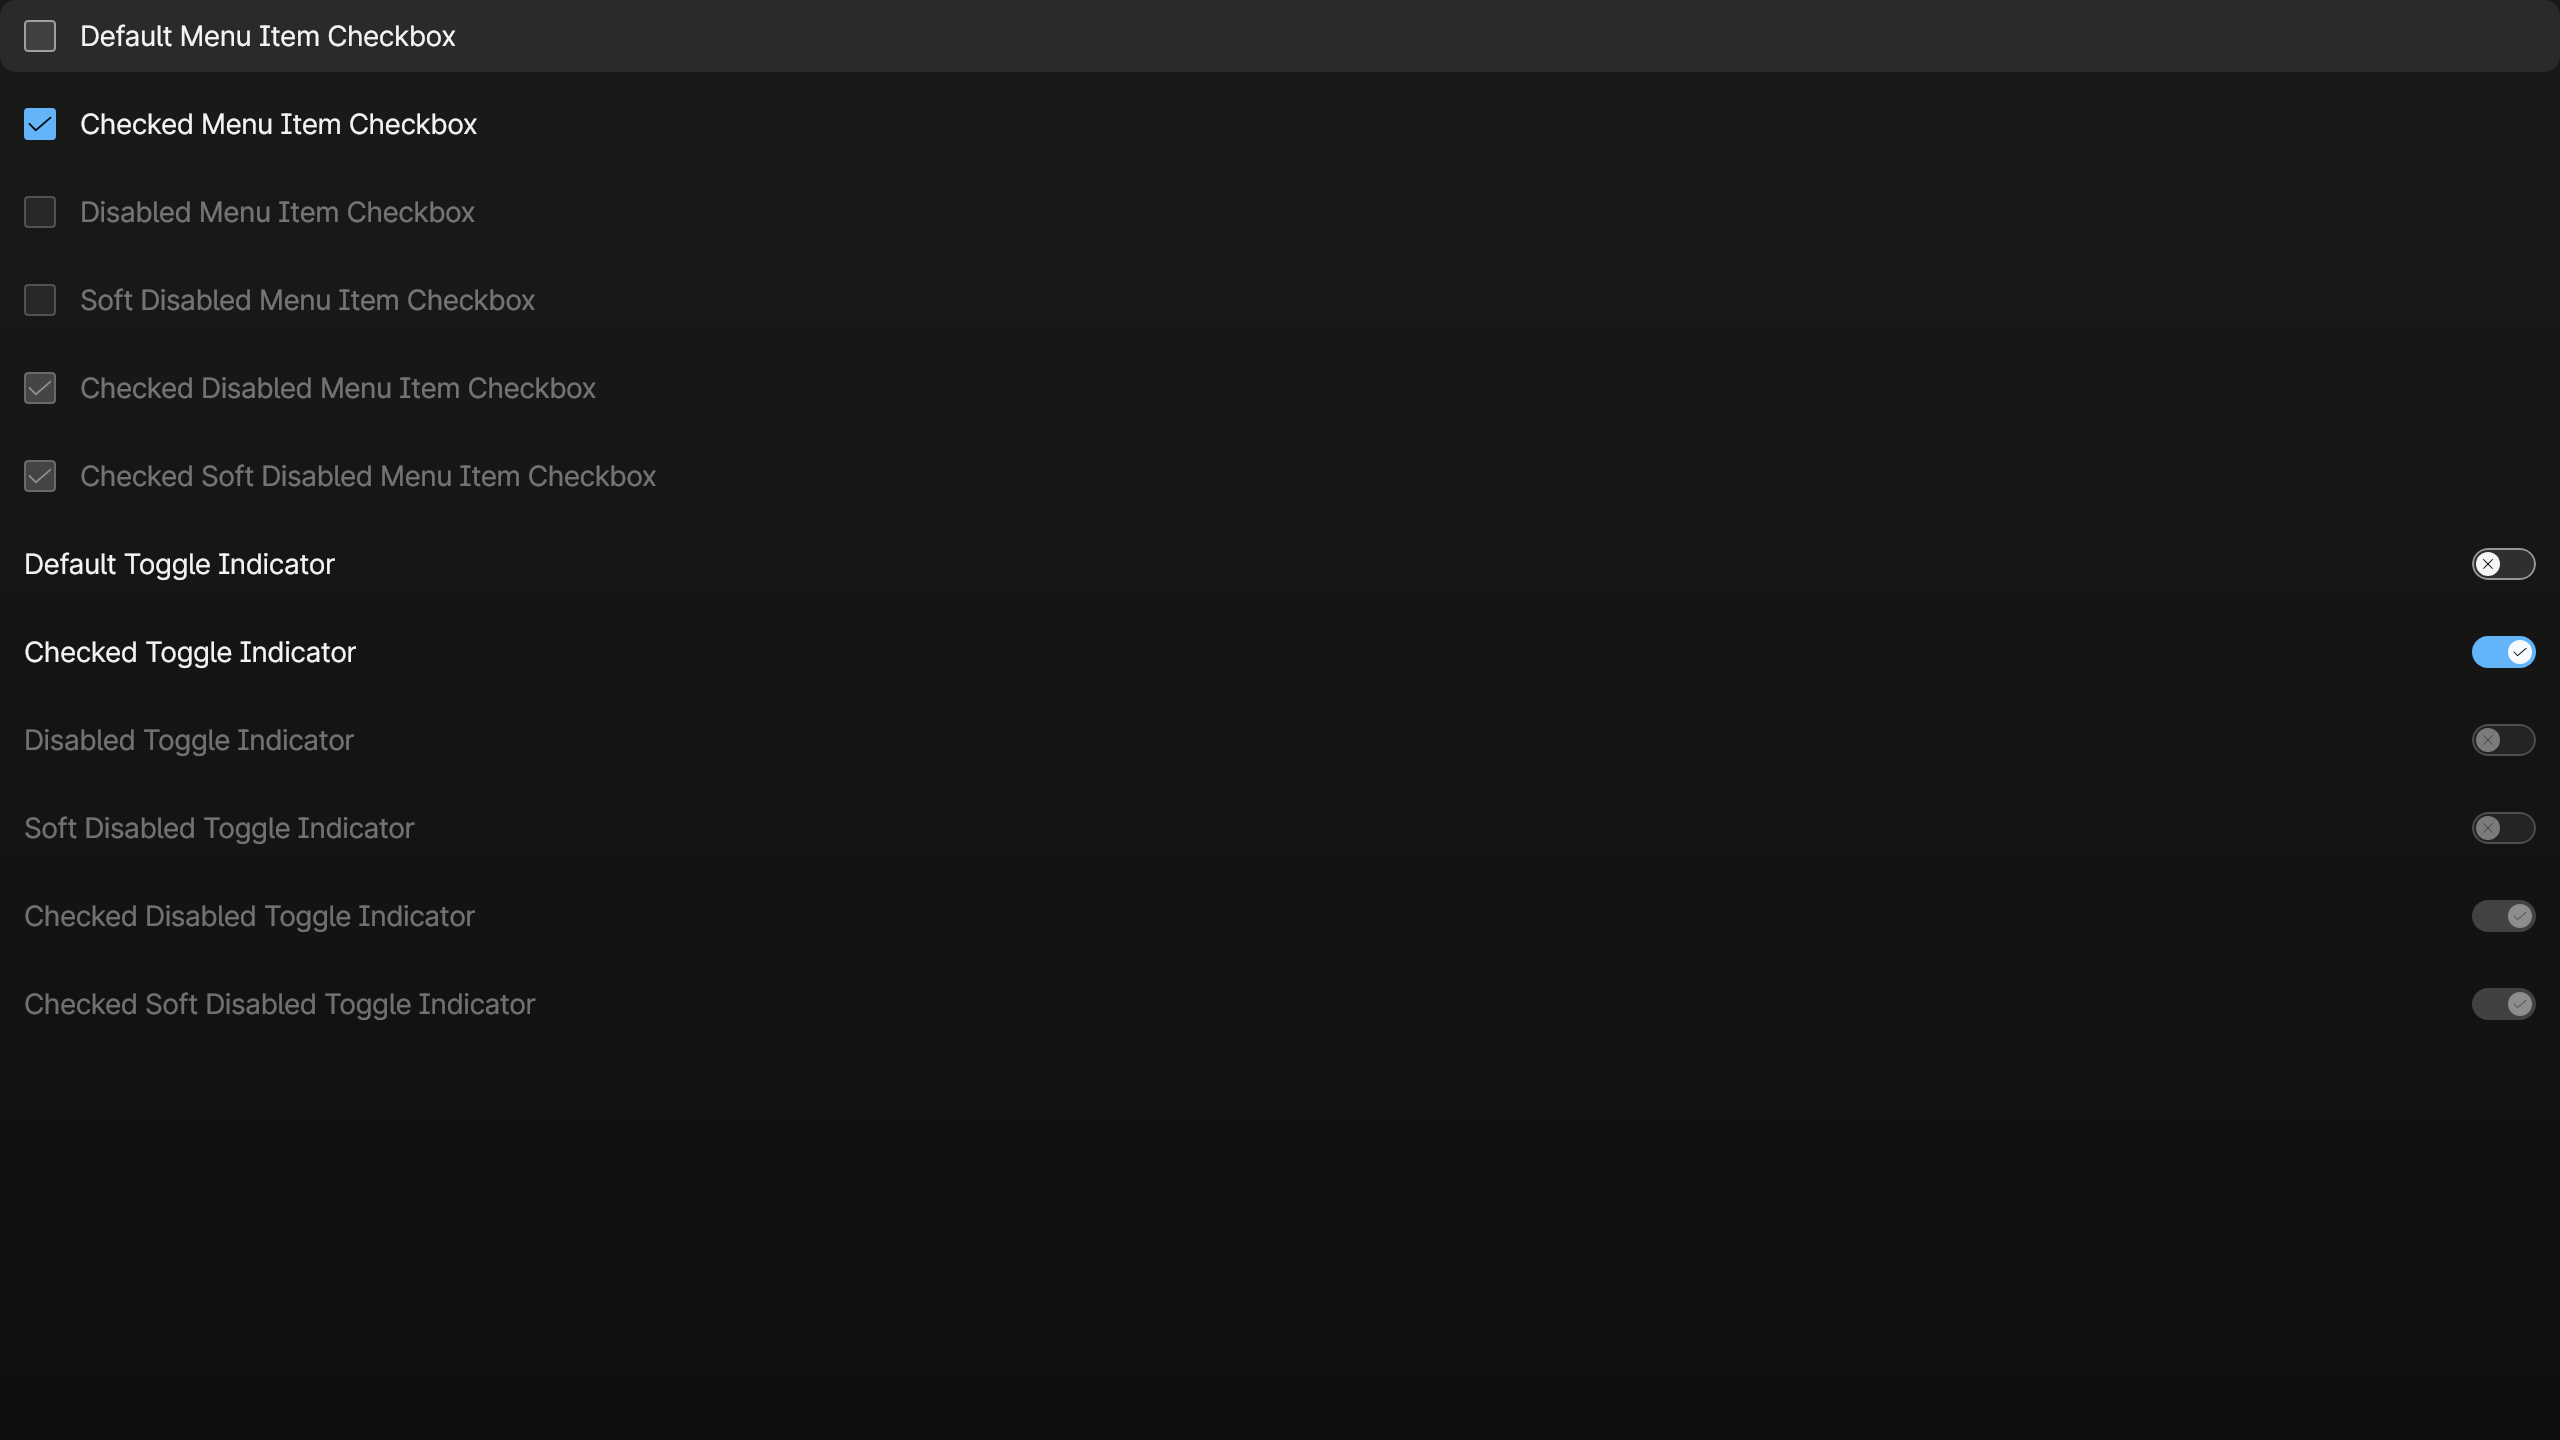 Default Menu Item Checkbox
Checked Menu Item Checkbox
Disabled Menu Item Checkbox
Soft Disabled Menu Item Checkbox
Checked Disabled Menu Item Checkbox
Checked Soft Disabled Menu Item Checkbox
Default Toggle Indicator
Checked Toggle Indicator
Disabled Toggle Indicator
Soft Disabled Toggle Indicator
Checked Disabled Toggle Indicator
Checked Soft Disabled Toggle Indicator